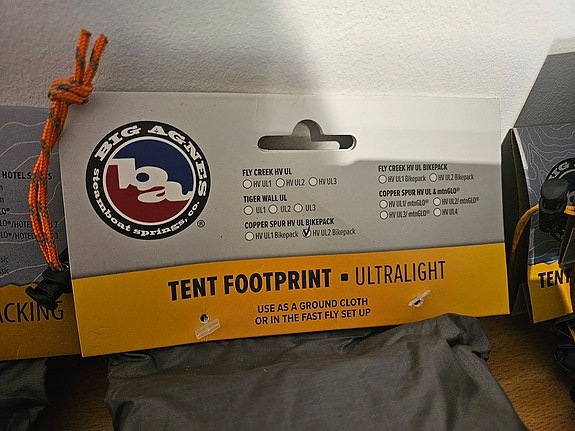 BIG AGNES
ba
steamboat springs, co.
®
FLY CREEK HV UL
HV UL1 HV UL2 HV UL3
TIGER WALL UL
UL1 UL2 UL3
COPPER SPUR HV UL BIKEPACK
HV UL1 Bikepack HV UL2 Bikepack
FLY CREEK HV UL BIKEPACK
HV UL1 Bikepack HV UL2 Bikepack
COPPER SPUR HV UL & mtnGLO®
HV UL1/ mtnGLO® HV UL2/ mtnGLO®
HV UL3/ mtnGLO® HV UL4
TENT FOOTPRINT ▪ ULTRALIGHT
USE AS A GROUND CLOTH
OR IN THE FAST FLY SET UP
HOTEL SERIES
ACKING
TENT